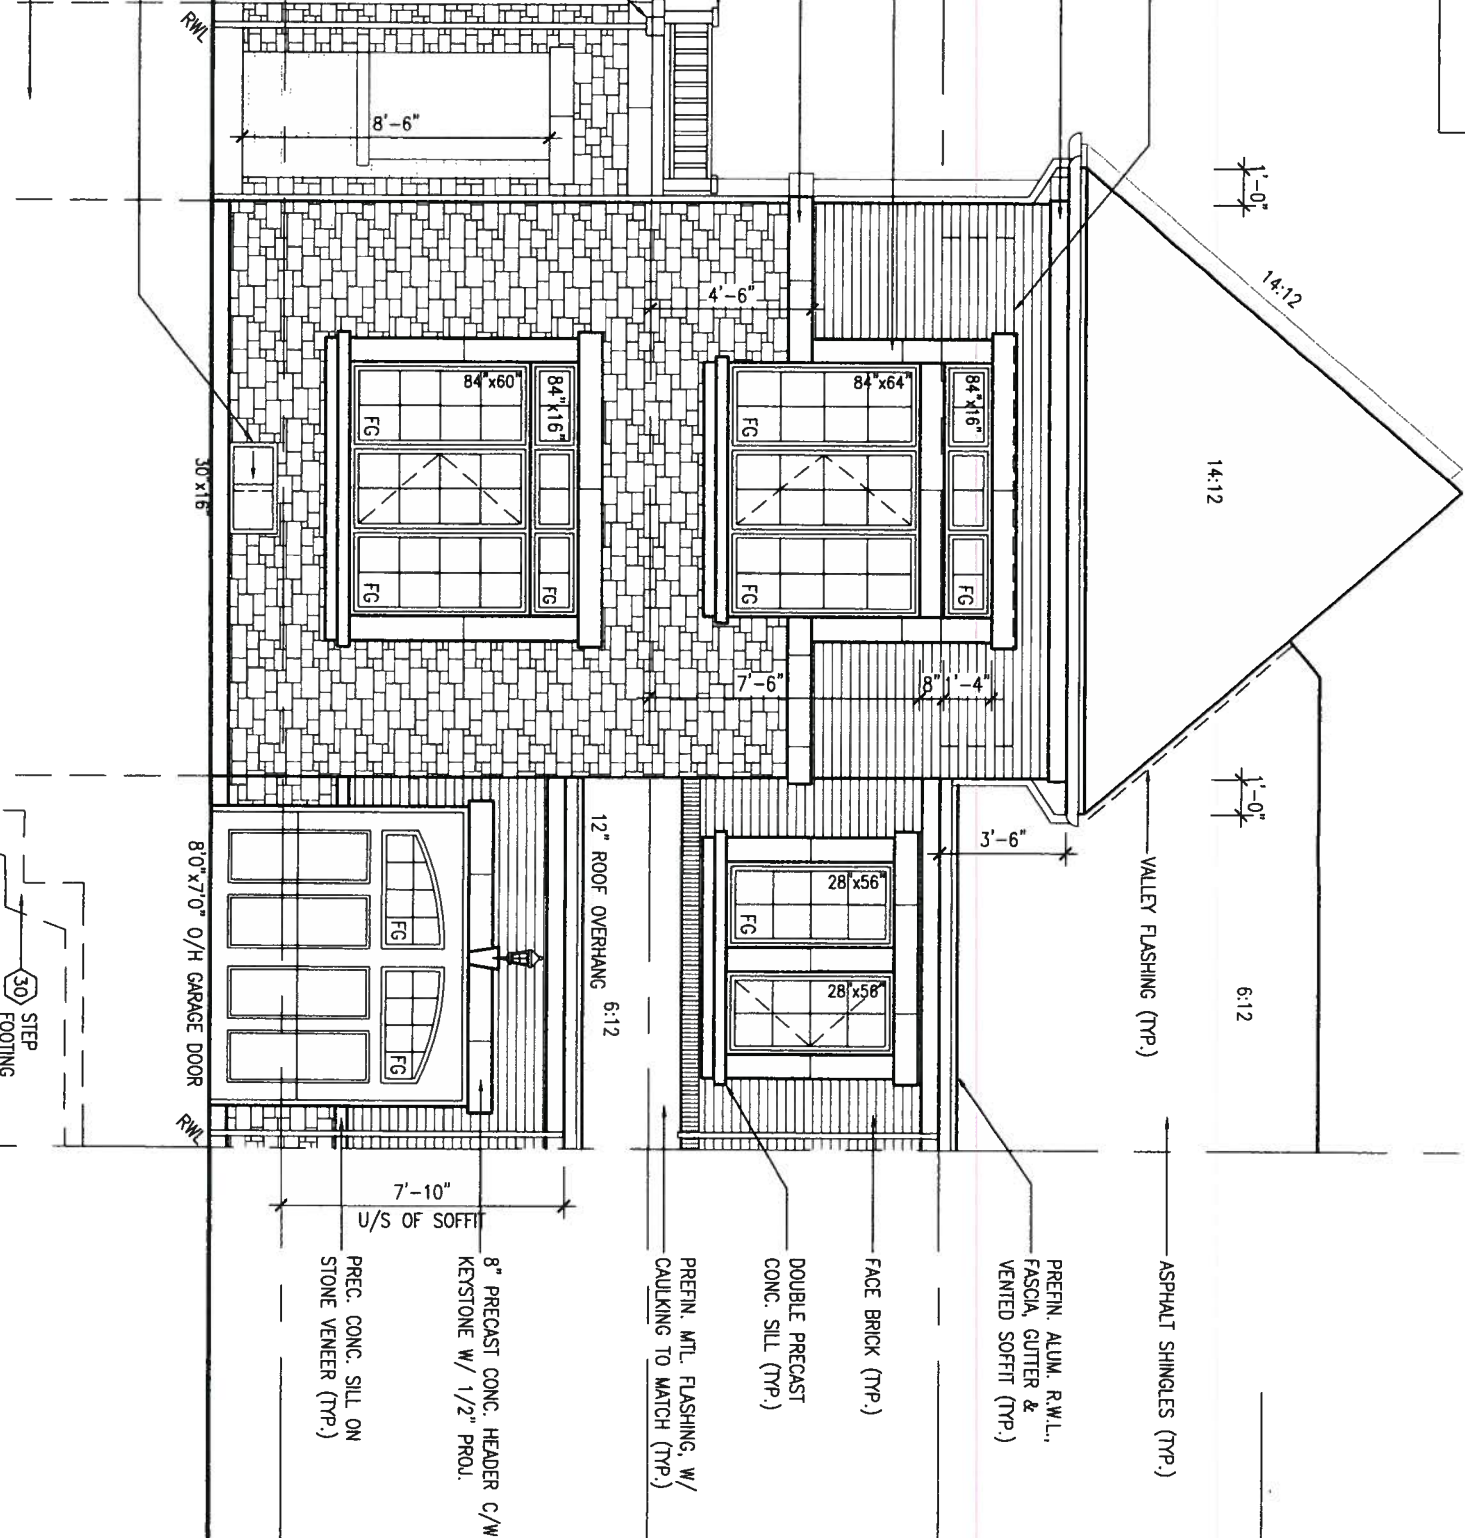 1'-0"
14:12
14:12
1'-0"
6:12
VALLEY FLASHING (TYP.)
ASPHALT SHINGLES (TYP.)
3'-6"
PREFIN. ALUM. R.W.L.,
FASCIA, GUTTER &
VENTED SOFFIT (TYP.)
84"x16"
FG
8"
1'-4"
7'-6"
4'-6"
84"x64"
FG
FG
28"x56"
FG
28"x56"
FACE BRICK (TYP.)
DOUBLE PRECAST
CONC. SILL (TYP.)
PREFIN. MTL. FLASHING, W/
CAULKING TO MATCH (TYP.)
12" ROOF OVERHANG
6:12
8'-6"
84"x16"
FG
84"x60"
FG
FG
8" PRECAST CONC. HEADER C/W
KEYSTONE W/ 1/2" PROJ.
7'-10"
U/S OF SOFFIT
FG
FG
PREC. CONC. SILL ON
STONE VENEER (TYP.)
RWL
30"x16"
8'0"x7'0" O/H GARAGE DOOR
RWL
30
STEP
FOOTING